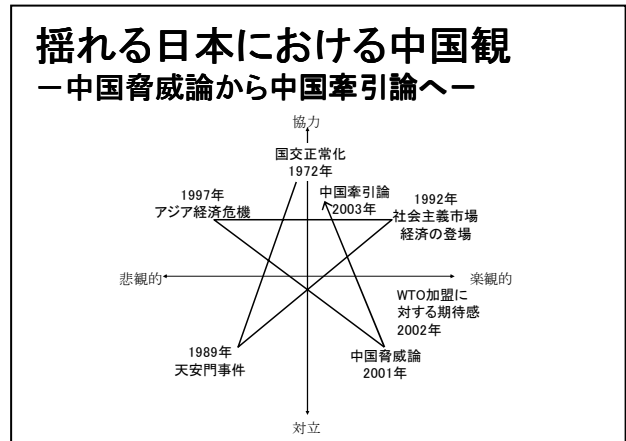 揺れる日本における中国観
－中国脅威論から中国牽引論へ－
協力
国交正常化
1972年
1997年
アジア経済危機
中国牽引論
2003年
1992年
社会主義市場
経済の登場
悲観的
楽観的
WTO加盟に
対する期待感
2002年
1989年
天安門事件
中国脅威論
2001年
対立